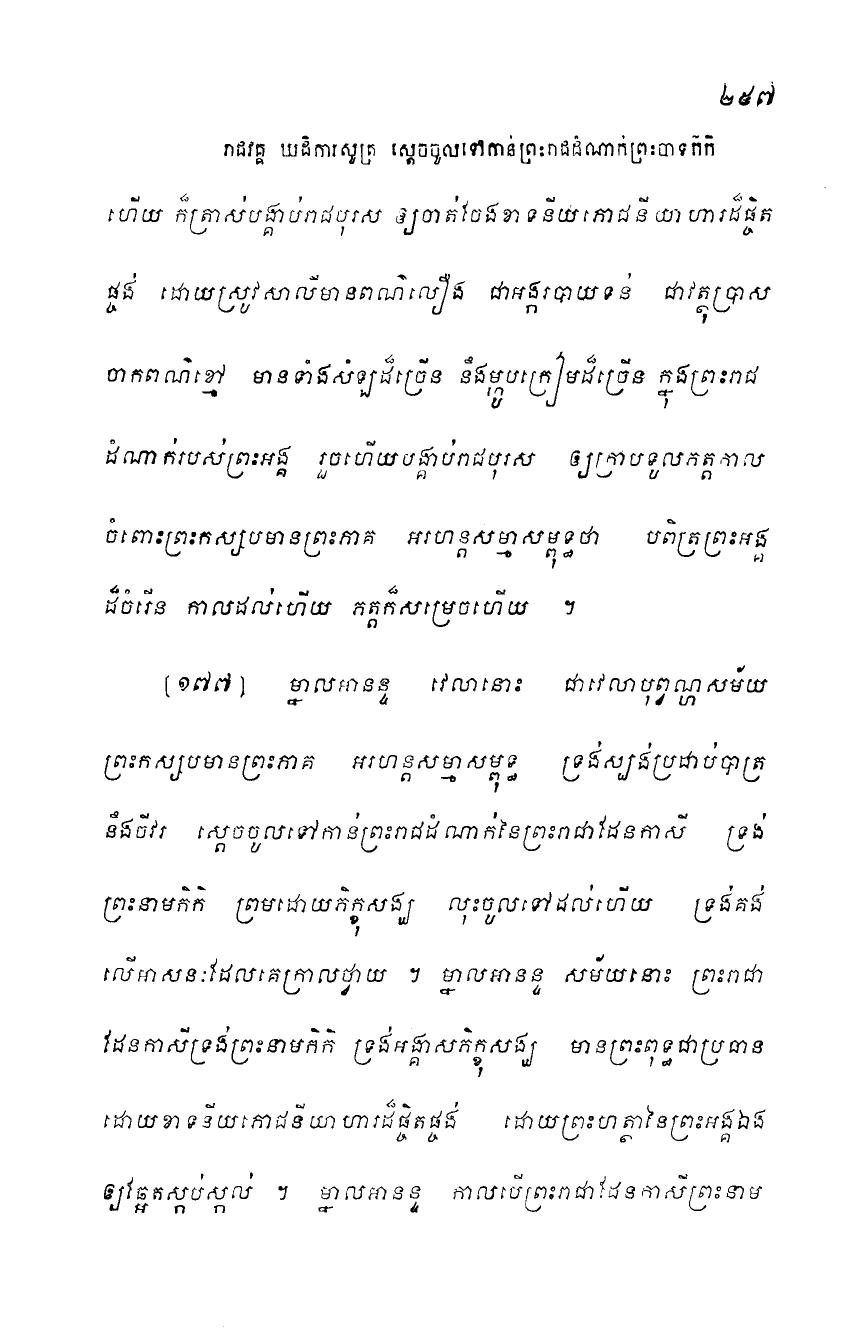 ២៥៧
រាជវគ្គ ឃដិការសូត្រ ស្តេចចូលទៅកាន់ព្រះរាជដំណាក់ព្រះបាទកិកិ
ហើយ ក៏ត្រាស់បង្គាប់រាជបុរស ឲ្យចាត់ចែងខាទនីយភោជនីយាហារដ៏ផ្ចិត
ផ្ចង់ ដោយស្រូវសាលីមានពណ៌លឿង ជាអង្ករបាយទន់ ជាវត្ថុប្រាស
ចាកពណ៌ខ្មៅ មានទាំងសំឡដ៏ច្រើន នឹងម្ហូបក្រៀមដ៏ច្រើន ក្នុងព្រះរាជ
ដំណាក់របស់ព្រះអង្គ រួចហើយបង្គាប់រាជបុរស ឲ្យក្រាបទូលភត្តកាល
ចំពោះព្រះកស្សបមានព្រះភាគ អរហន្តសម្មាសម្ពុទ្ធថា បពិត្រព្រះអង្គ
ដ៏ចំរើន កាលដល់ហើយ ភត្តក៏សម្រេចហើយ ។
[១៧៧] ម្នាលអានន្ទ វេលានោះ ជាវេលាបុព្វណ្ហសម័យ
ព្រះកស្សបមានព្រះភាគ អរហន្តសម្មាសម្ពុទ្ធ ទ្រង់ស្បង់ប្រដាប់បាត្រ
នឹងចីវរ ស្តេចចូលទៅកាន់ព្រះរាជដំណាក់នៃព្រះរាជាដែនកាសី ទ្រង់
ព្រះនាមកិកិ ព្រមដោយភិក្ខុសង្ឃ លុះចូលទៅដល់ហើយ ទ្រង់គង់
លើអាសនៈដែលគេក្រាលថ្វាយ ។ ម្នាលអានន្ទ សម័យនោះ ព្រះរាជា
ដែនកាសីទ្រង់ព្រះនាមកិកិ ទ្រង់អង្គាសភិក្ខុសង្ឃ មានព្រះពុទ្ធជាប្រធាន
ដោយខាទនីយភោជនីយាហារដ៏ផ្ចិតផ្ចង់ ដោយព្រះហត្ថានៃព្រះអង្គឯង
ឲ្យឆ្អែតស្កប់ស្កល់ ។ ម្នាលអានន្ទ កាលបើព្រះរាជាដែនកាសីព្រះនាម